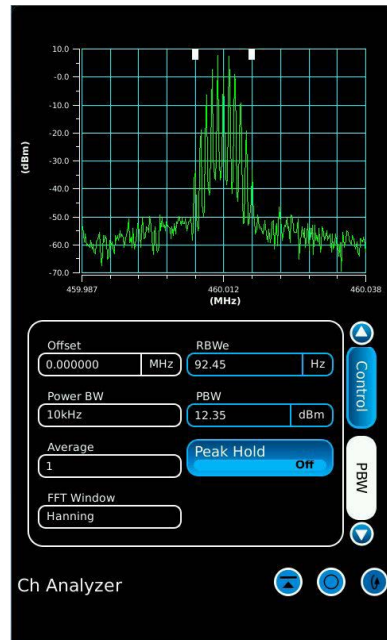 10.0
-0.0
-10.0
-20.0
-30.0
-40.0
-50.0
-60.0
-70.0
(dBm)
459.987 460.012 460.038
(MHz)
Offset RBWe
0.000000 MHz 92.45 Hz
Power BW PBW
10kHz 12.35 dBm
Average
1
Peak Hold
Off
FFT Window
Hanning
Control
PBW
Ch Analyzer